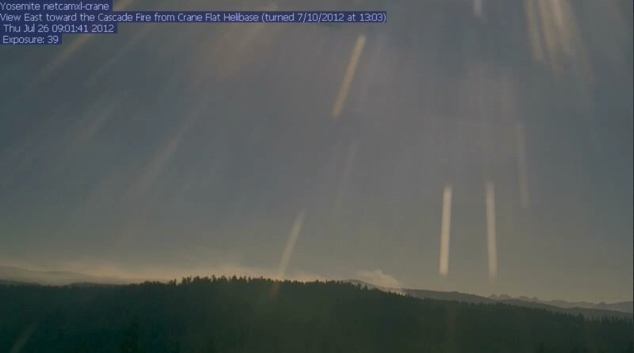 Yosemite netcamxl-crane
View East toward the Cascade Fire from Crane Flat Helibase (turned 7/10/2012 at 13:03)
Thu Jul 26 09:01:41 2012
Exposure: 39